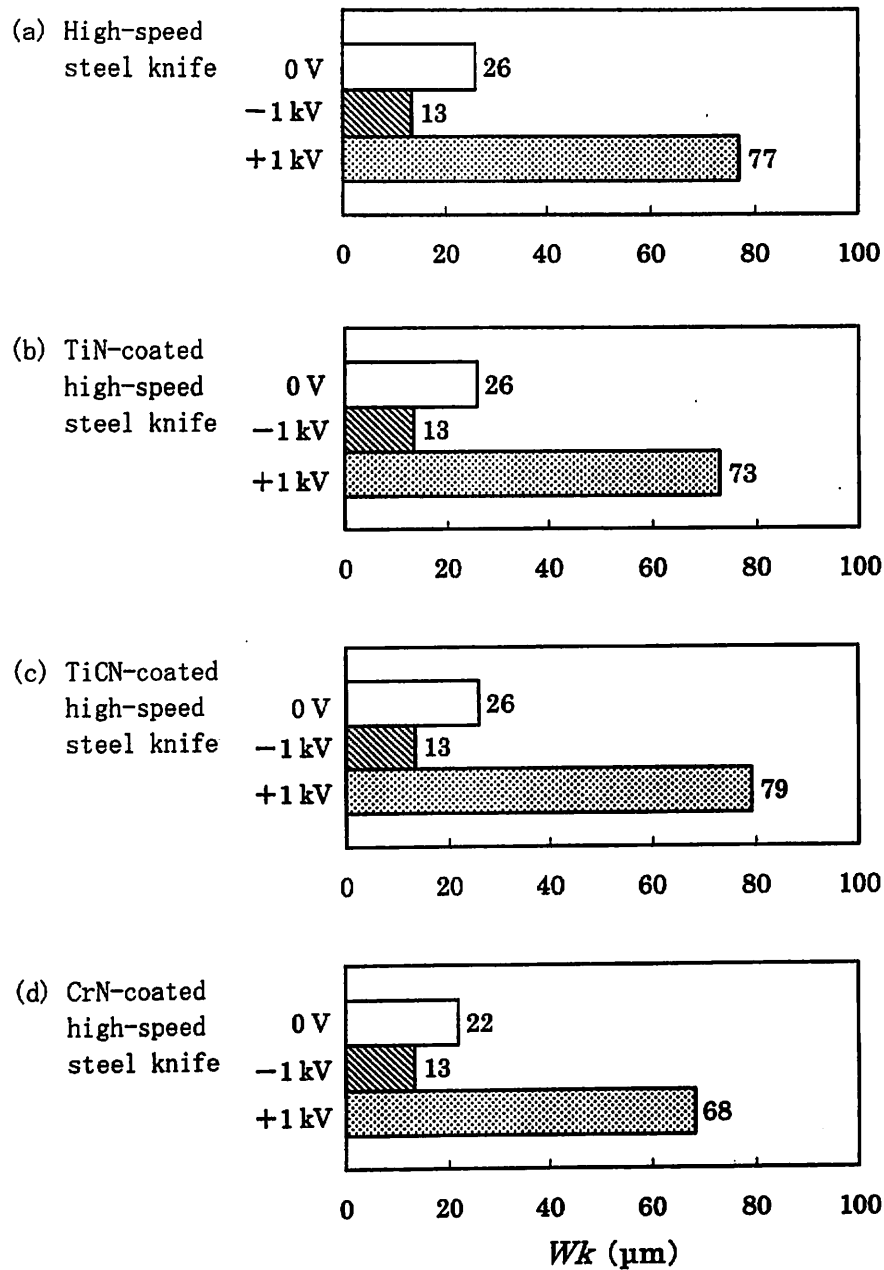 (a) High-speed
steel knife
0 V
26
−1 kV
13
+1 kV
77
0 20 40 60 80 100
(b) TiN-coated
high-speed
steel knife
0 V
26
−1 kV
13
+1 kV
73
0 20 40 60 80 100
(c) TiCN-coated
high-speed
steel knife
0 V
26
−1 kV
13
+1 kV
79
0 20 40 60 80 100
(d) CrN-coated
high-speed
steel knife
0 V
22
−1 kV
13
+1 kV
68
0 20 40 60 80 100
Wk (μm)